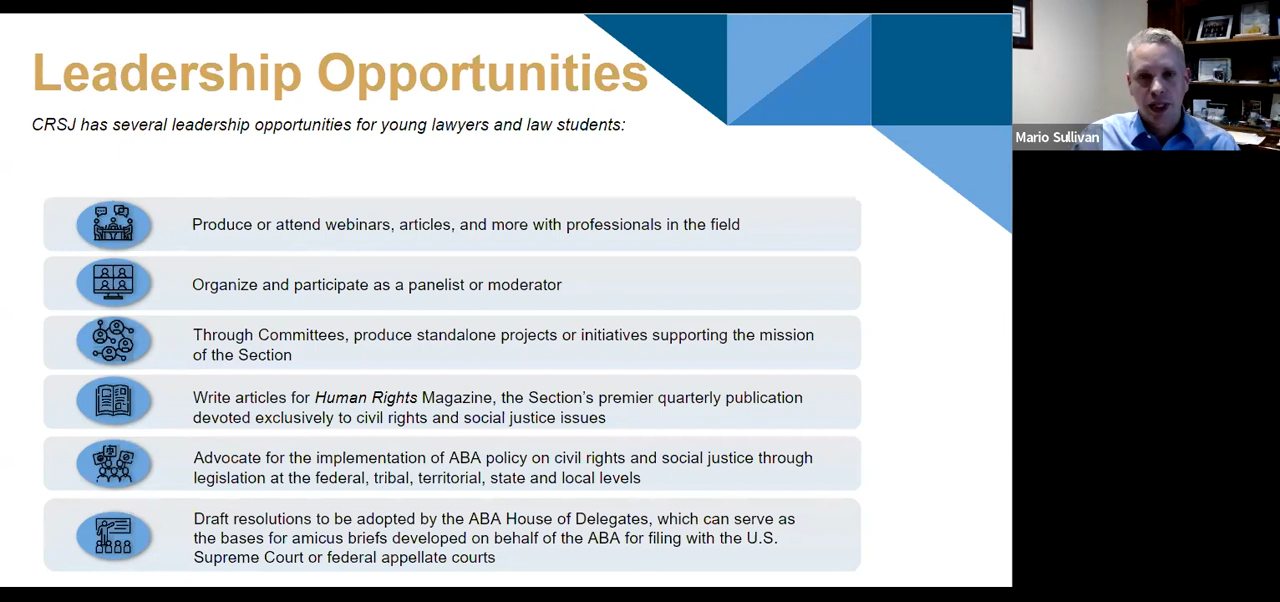 Leadership Opportunities
CRSJ has several leadership opportunities for young lawyers and law students:
Mario Sullivan
Produce or attend webinars, articles, and more with professionals in the field
Organize and participate as a panelist or moderator
Through Committees, produce standalone projects or initiatives supporting the mission
of the Section
Write articles for Human Rights Magazine, the Section's premier quarterly publication
devoted exclusively to civil rights and social justice issues
Advocate for the implementation of ABA policy on civil rights and social justice through
legislation at the federal, tribal, territorial, state and local levels
Draft resolutions to be adopted by the ABA House of Delegates, which can serve as
the bases for amicus briefs developed on behalf of the ABA for filing with the U.S.
Supreme Court or federal appellate courts